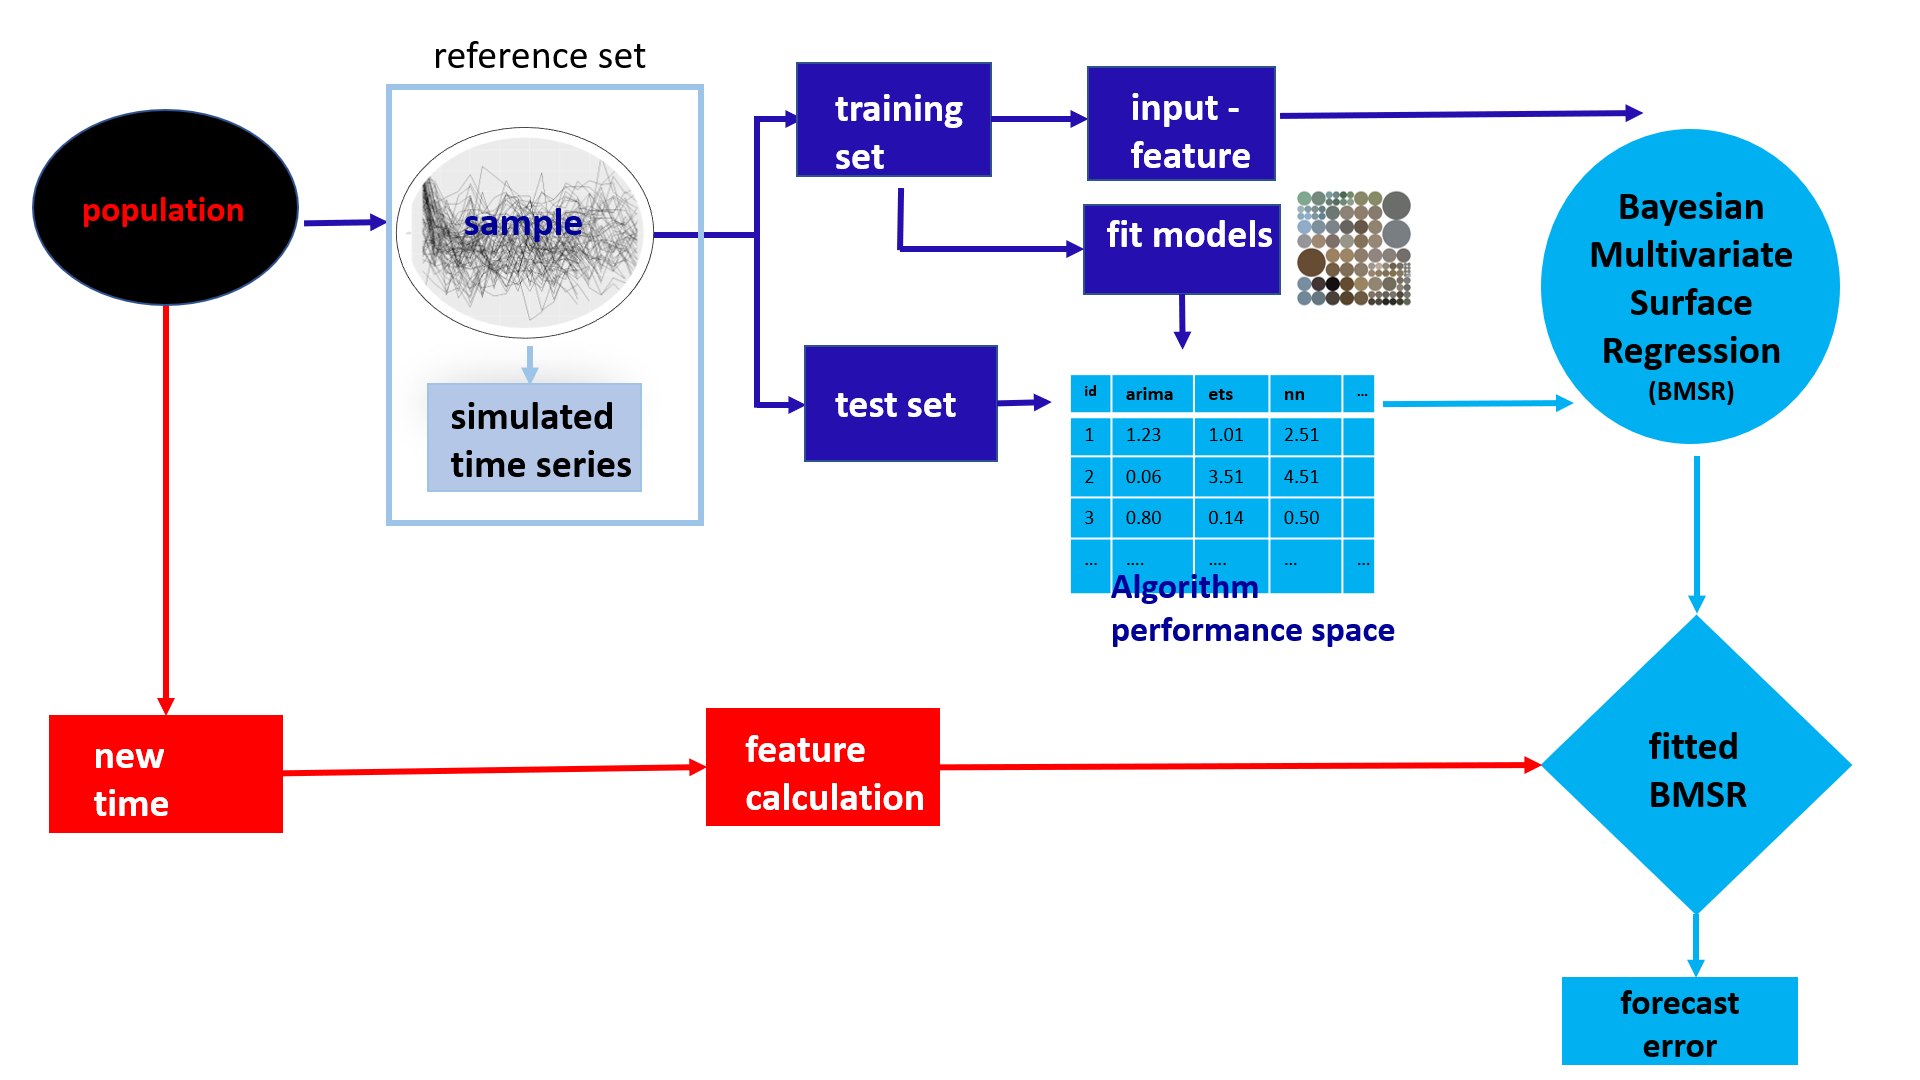 reference set
population
sample
simulated
time series
training
set
input -
feature
fit models
test set
id arima ets nn ...
1 1.23 1.01 2.51
2 0.06 3.51 4.51
3 0.80 0.14 0.50
... .... .... ... ...
Algorithm
performance space
Bayesian
Multivariate
Surface
Regression
(BMSR)
new
time
feature
calculation
fitted
BMSR
forecast
error